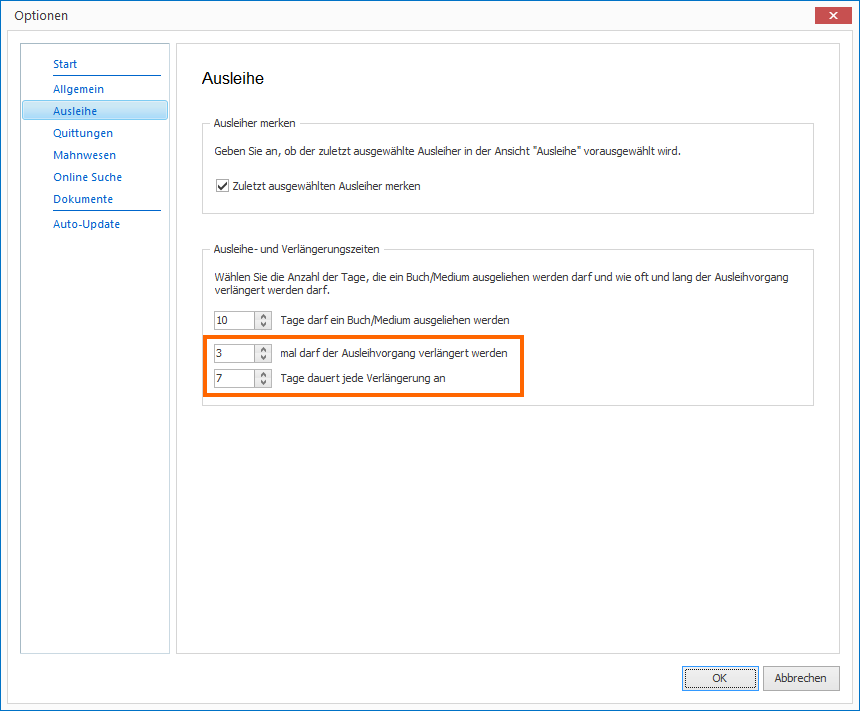 Optionen
Start
Allgemein
Ausleihe
Quittungen
Mahnwesen
Online Suche
Dokumente
Auto-Update
Ausleihe
Ausleiher merken
Geben Sie an, ob der zuletzt ausgewählte Ausleiher in der Ansicht "Ausleihe" vorausgewählt wird.
Zuletzt ausgewählten Ausleiher merken
Ausleihe- und Verlängerungszeiten
Wählen Sie die Anzahl der Tage, die ein Buch/Medium ausgeliehen werden darf und wie oft und lang der Ausleihvorgang
verlängert werden darf.
10 Tage darf ein Buch/Medium ausgeliehen werden
3 mal darf der Ausleihvorgang verlängert werden
7 Tage dauert jede Verlängerung an
OK Abbrechen